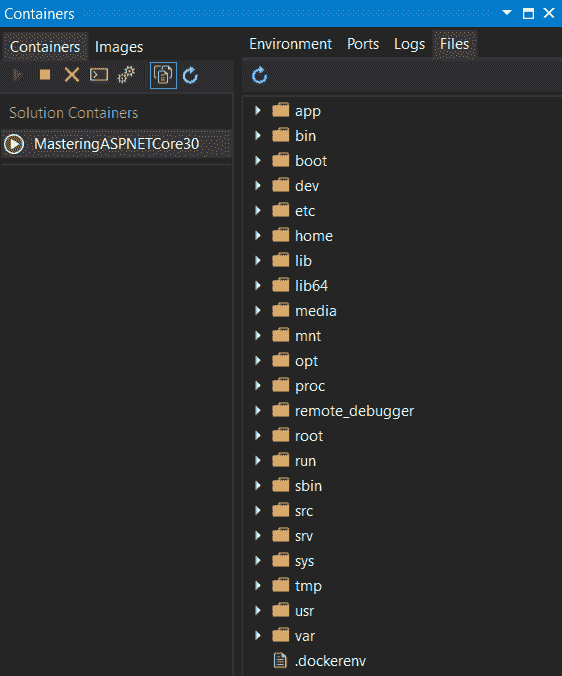 Containers
Containers Images
Solution Containers
MasteringASPNETCore30
Environment Ports Logs Files
app
bin
boot
dev
etc
home
lib
lib64
media
mnt
opt
proc
remote_debugger
root
run
sbin
src
srv
sys
tmp
usr
var
.dockerenv